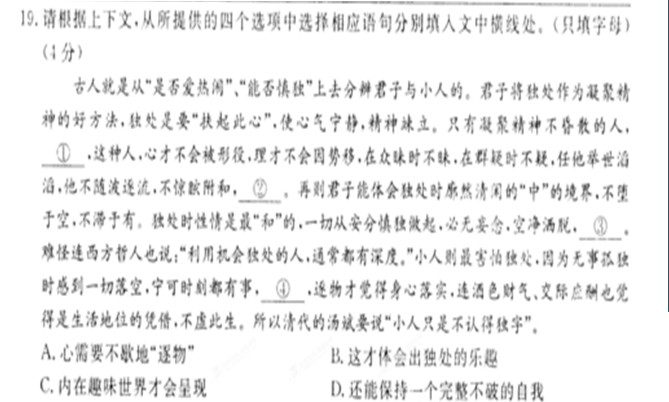 19.请根据上下文,从所提供的四个选项中选择相应语句分别填入文中横线处。(只填字母)
(4分)
古人就是从“是否爱热闹”、“能否慎独”上去分辨君子与小人的。君子将独处作为凝聚精
神的好方法,独处是要“扶起此心”,使心气宁静,精神竦立。只有凝聚精神不昏散的人,
①,这种人,心才不会被形役,理才不会因势移,在众昧时不昧,在群疑时不疑,任他举世滔
滔,他不随波逐流,不惊眩附和,②。再则君子能体会独处时廓然清闲的“中”的境界,不堕
于空,不滞于有。独处时性情是最“和”的,一切从安分慎独做起,必无妄念,空净洒脱,③。
难怪连西方哲人也说:“利用机会独处的人,通常都有深度。”小人则最害怕独处,因为无事孤独
时感到一切落空,宁可时刻都有事,④,逐物才觉得身心落实,连酒色财气、交际应酬也觉
得是生活地位的凭借,不虚此生。所以清代的汤斌要说“小人只是不认得独字”。
A.心需要不歇地“逐物” B.这才体会出独处的乐趣
C.内在趣味世界才会呈现 D.还能保持一个完整不破的自我